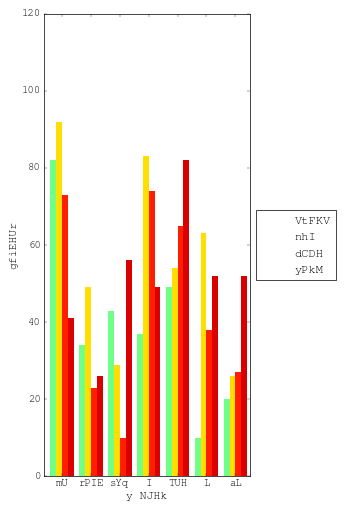 120
100
80
60
40
20
0
gfiEHUr
mU rPIE sYq I TUH L aL
y NJHk
VtFKV
nhI
dCDH
yPkM